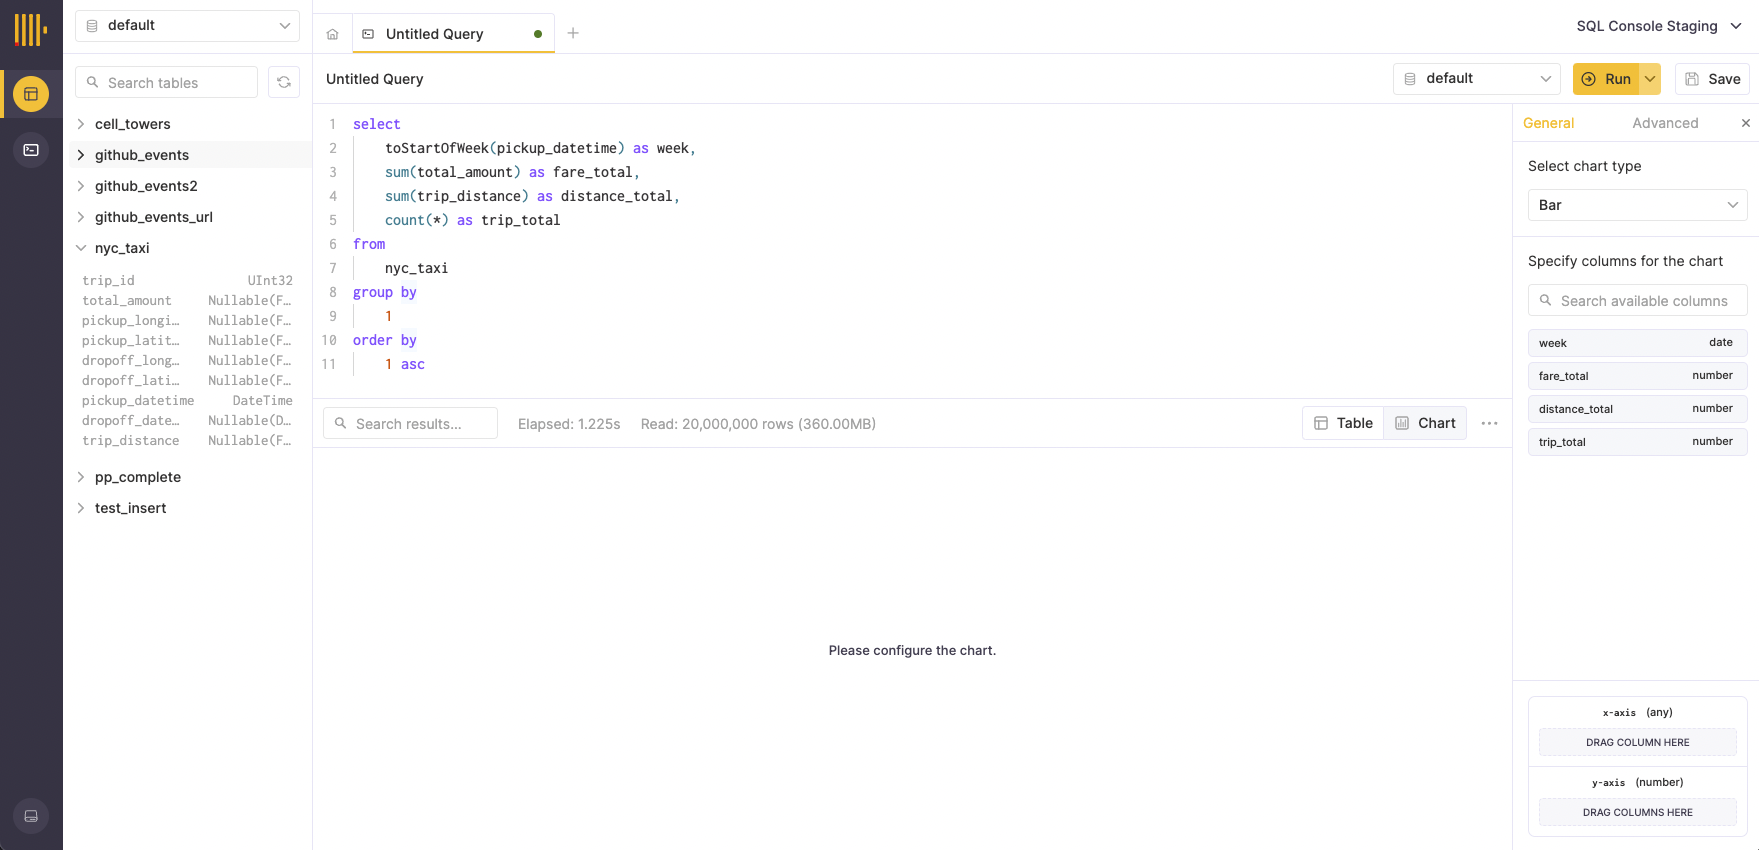 default
Untitled Query
SQL Console Staging
Search tables
cell_towers
github_events
github_events2
github_events_url
nyc_taxi
trip_id UInt32
total_amount Nullable(F…
pickup_longi… Nullable(F…
pickup_latit… Nullable(F…
dropoff_long… Nullable(F…
dropoff_lati… Nullable(F…
pickup_datetime DateTime
dropoff_date… Nullable(D…
trip_distance Nullable(F…
pp_complete
test_insert
Untitled Query
default
Run
Save
1 select
2 toStartOfWeek(pickup_datetime) as week,
3 sum(total_amount) as fare_total,
4 sum(trip_distance) as distance_total,
5 count(*) as trip_total
6 from
7 nyc_taxi
8 group by
9 1
10 order by
11 1 asc
Search results...
Elapsed: 1.225s
Read: 20,000,000 rows (360.00MB)
Table
Chart
Please configure the chart.
General
Advanced
Select chart type
Bar
Specify columns for the chart
Search available columns
week date
fare_total number
distance_total number
trip_total number
x-axis (any)
DRAG COLUMN HERE
y-axis (number)
DRAG COLUMNS HERE